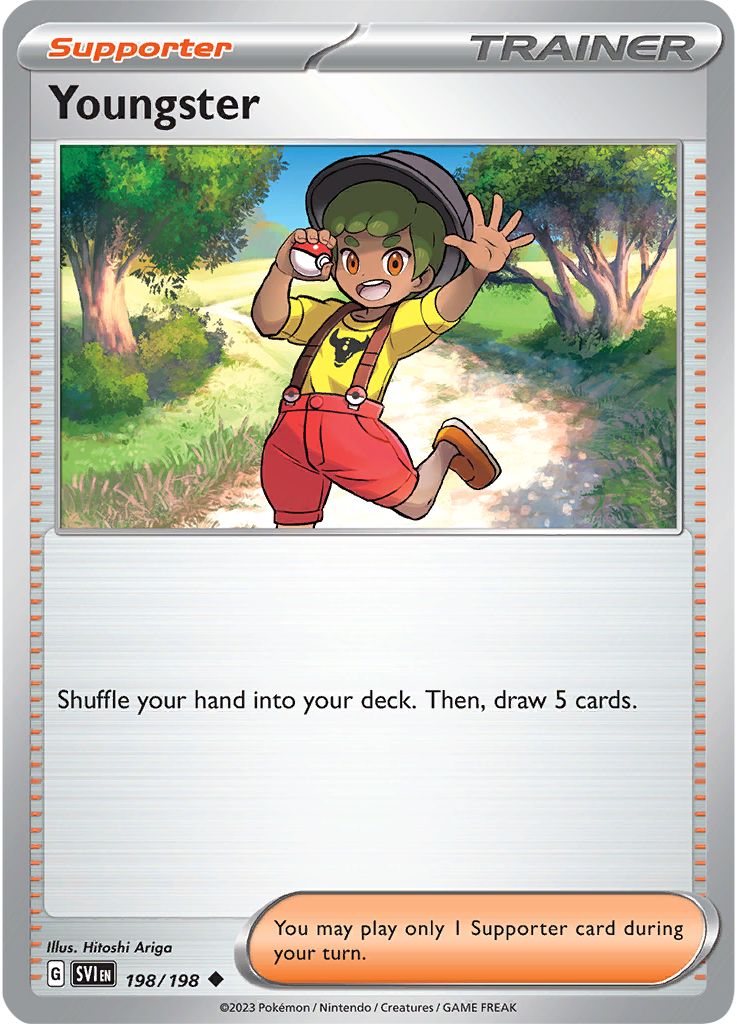 Supporter TRAINER
Youngster
Shuffle your hand into your deck. Then, draw 5 cards.
You may play only 1 Supporter card during
your turn.
Illus. Hitoshi Ariga
G SVI EN 198/198
©2023 Pokémon / Nintendo / Creatures / GAME FREAK